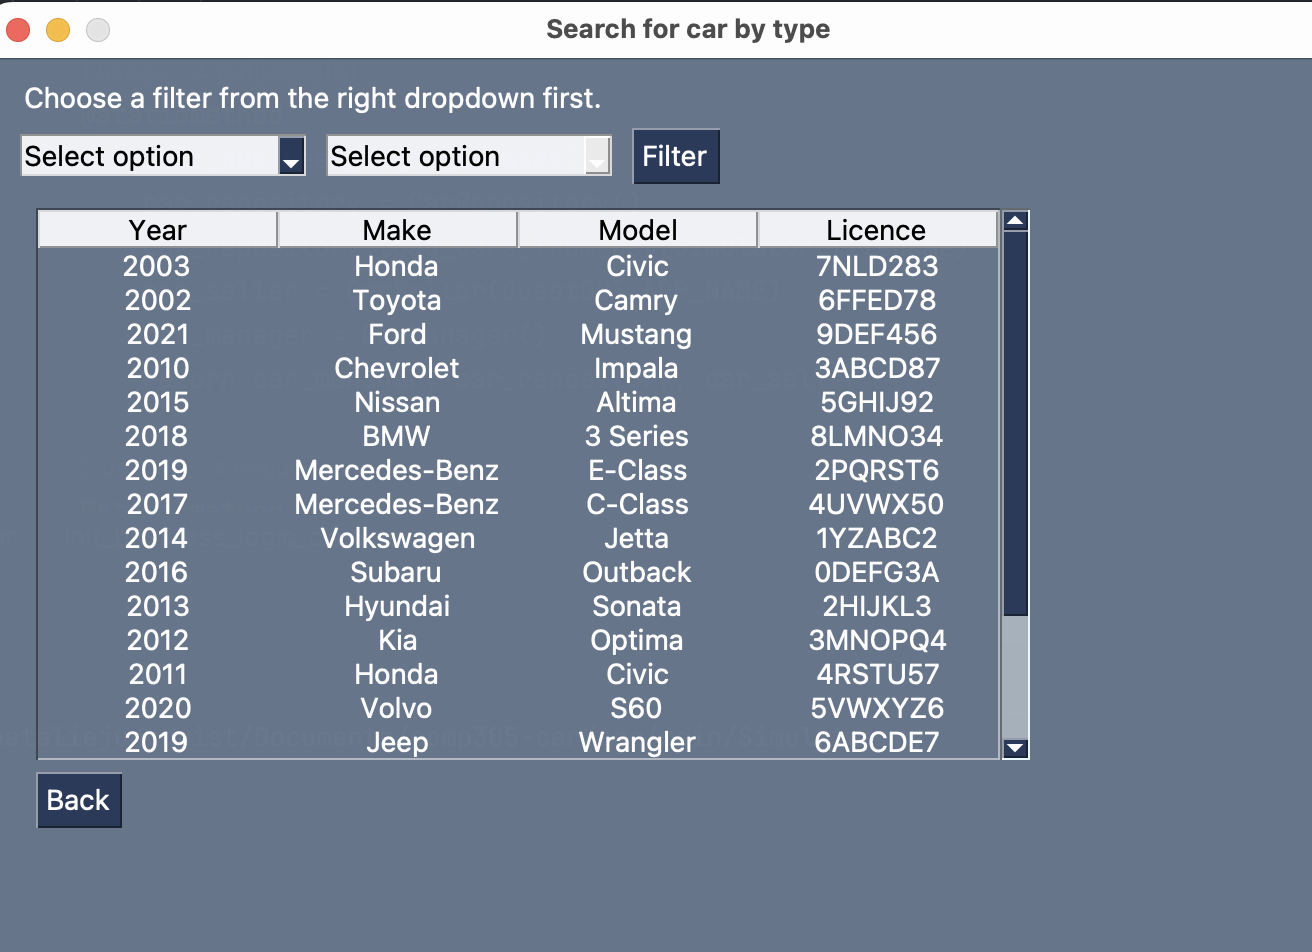 Search for car by type
Choose a filter from the right dropdown first.
Select option Select option Filter
Year Make Model Licence
2003 Honda Civic 7NLD283
2002 Toyota Camry 6FFED78
2021 Ford Mustang 9DEF456
2010 Chevrolet Impala 3ABCD87
2015 Nissan Altima 5GHIJ92
2018 BMW 3 Series 8LMNO34
2019 Mercedes-Benz E-Class 2PQRST6
2017 Mercedes-Benz C-Class 4UVWX50
2014 Volkswagen Jetta 1YZABC2
2016 Subaru Outback 0DEFG3A
2013 Hyundai Sonata 2HIJKL3
2012 Kia Optima 3MNOPQ4
2011 Honda Civic 4RSTU57
2020 Volvo S60 5VWXYZ6
2019 Jeep Wrangler 6ABCDE7
Back